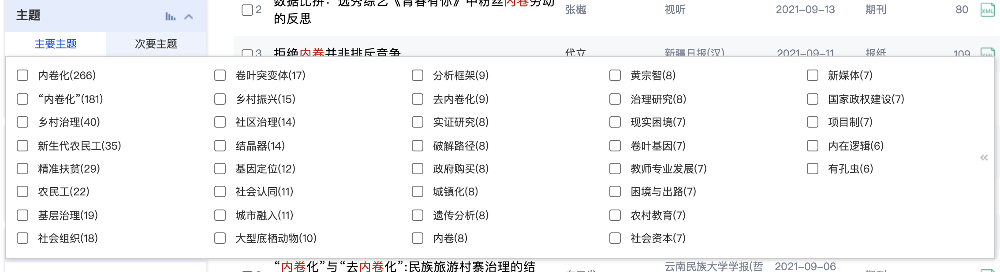 主题
主要主题
次要主题
2
数据比拼：选秀综艺《青春有你》中粉丝内卷劳动
的反思
张樾
视听
2021-09-13
期刊
80
XML
3
拒绝内卷并非排斥竞争
代立
新疆日报(汉)
2021-09-11
报纸
109
XML
内卷化(266)
“内卷化”(181)
乡村治理(40)
新生代农民工(35)
精准扶贫(29)
农民工(22)
基层治理(19)
社会组织(18)
卷叶突变体(17)
乡村振兴(15)
社区治理(14)
结晶器(14)
基因定位(12)
社会认同(11)
城市融入(11)
大型底栖动物(10)
分析框架(9)
去内卷化(9)
实证研究(8)
破解路径(8)
政府购买(8)
城镇化(8)
遗传分析(8)
内卷(8)
黄宗智(8)
治理研究(8)
现实困境(7)
卷叶基因(7)
教师专业发展(7)
困境与出路(7)
农村教育(7)
社会资本(7)
新媒体(7)
国家政权建设(7)
项目制(7)
内在逻辑(6)
有孔虫(6)
“内卷化”与“去内卷化”:民族旅游村寨治理的结
云南民族大学学报(哲
2021-09-06